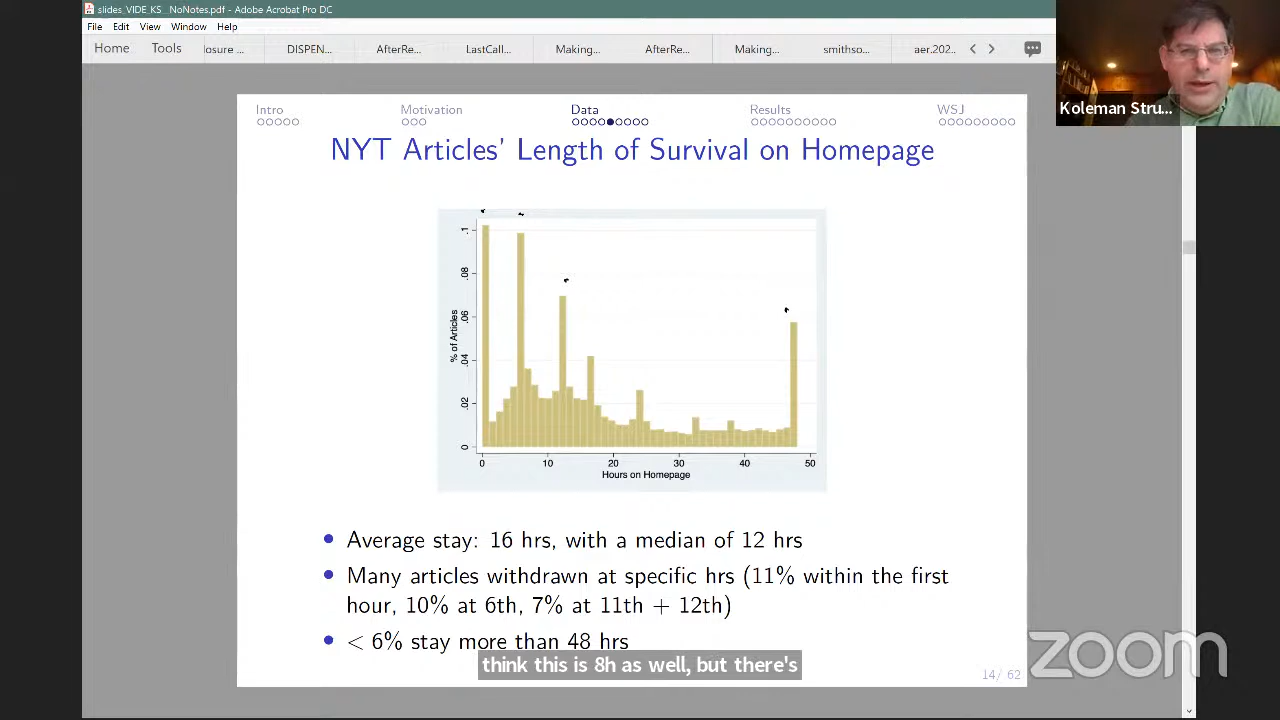 slides_VIDE_KS_ NoNotes.pdf - Adobe Acrobat Pro DC
File Edit View Window Help
Home Tools losure ... DISPEN... AfterRe... LastCall... Making... AfterRe... Making... smithso... aer.202...
Koleman Stru...
Intro Motivation Data Results WSJ
NYT Articles' Length of Survival on Homepage
.1
.08
.06
.04
.02
0
% of Articles
0 10 20 30 40 50
Hours on Homepage
Average stay: 16 hrs, with a median of 12 hrs
Many articles withdrawn at specific hrs (11% within the first
hour, 10% at 6th, 7% at 11th + 12th)
< 6% stay more than 48 hrs
think this is 8h as well, but there's
14/ 62
zoom